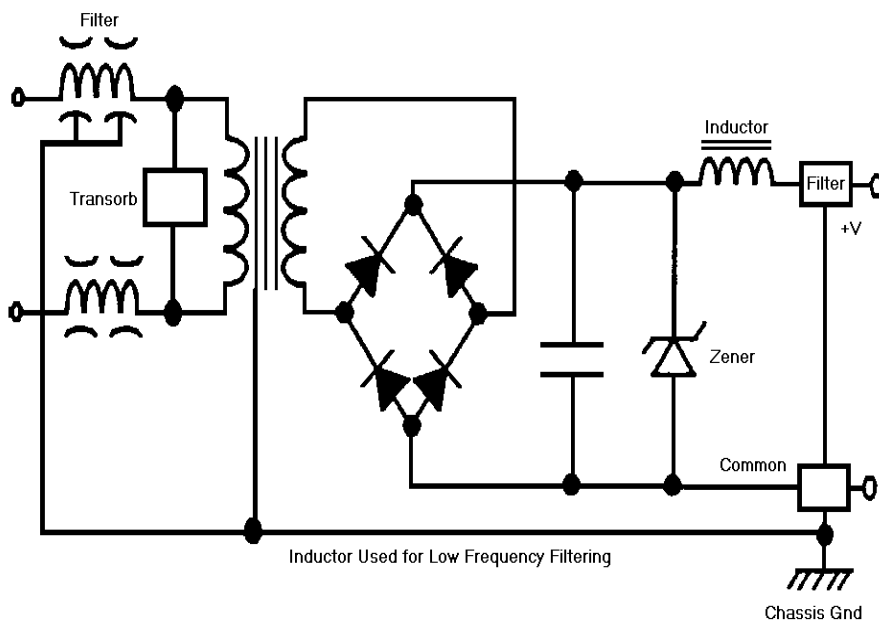 Filter
Inductor
Transorb
Filter
+V
Zener
Common
Inductor Used for Low Frequency Filtering
Chassis Gnd